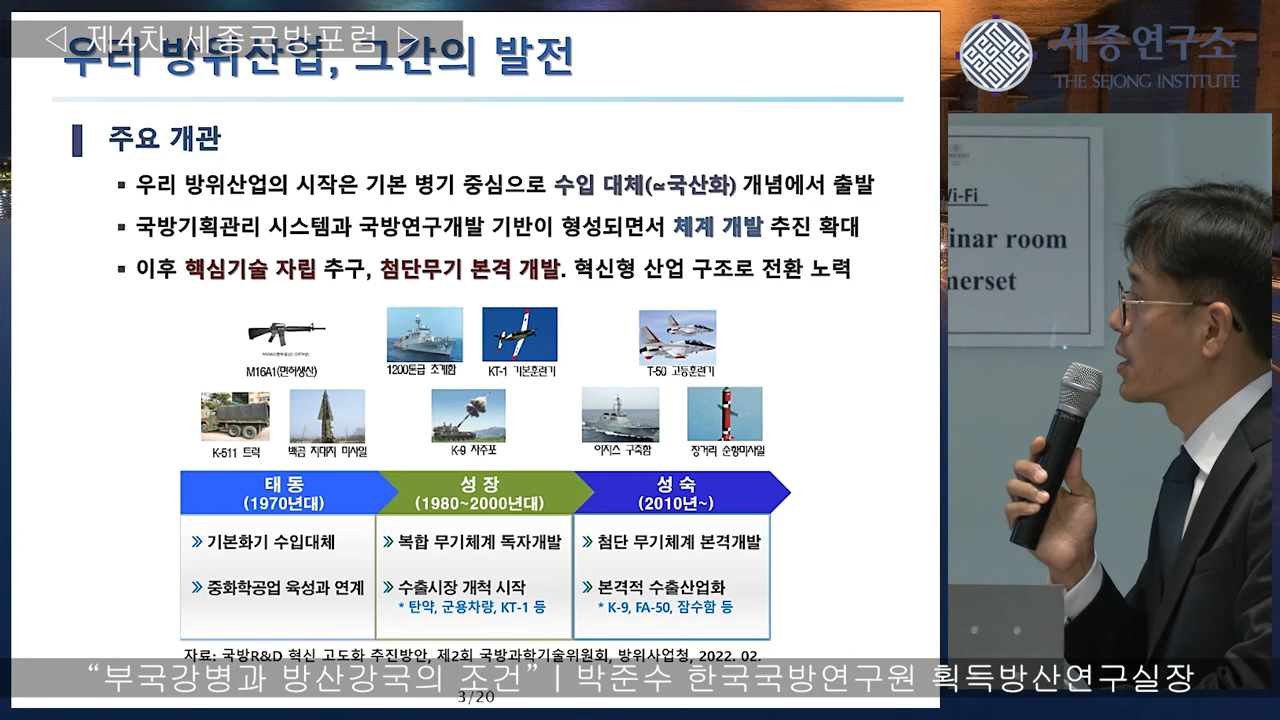 ◁ 제4차 세종국방포럼 ▷
우리 방위산업, 그간의 발전
세종연구소
THE SEJONG INSTITUTE
주요 개관
▪ 우리 방위산업의 시작은 기본 병기 중심으로 수입 대체(≃국산화) 개념에서 출발
▪ 국방기획관리 시스템과 국방연구개발 기반이 형성되면서 체계 개발 추진 확대
▪ 이후 핵심기술 자립 추구, 첨단무기 본격 개발. 혁신형 산업 구조로 전환 노력
M16A1(면허생산)
1200톤급 초계함
KT-1 기본훈련기
T-50 고등훈련기
K-511 트럭
백곰 지대지 미사일
K-9 자주포
이지스 구축함
장거리 순항미사일
태 동
(1970년대)
성 장
(1980~2000년대)
성 숙
(2010년~)
» 기본화기 수입대체
» 중화학공업 육성과 연계
» 복합 무기체계 독자개발
» 수출시장 개척 시작
* 탄약, 군용차량, KT-1 등
» 첨단 무기체계 본격개발
» 본격적 수출산업화
* K-9, FA-50, 잠수함 등
자료: 국방R&D 혁신 고도화 추진방안, 제2회 국방과학기술위원회, 방위사업청, 2022. 02.
3/20
“부국강병과 방산강국의 조건” | 박준수 한국국방연구원 획득방산연구실장
Wi-Fi
inar room
nerset